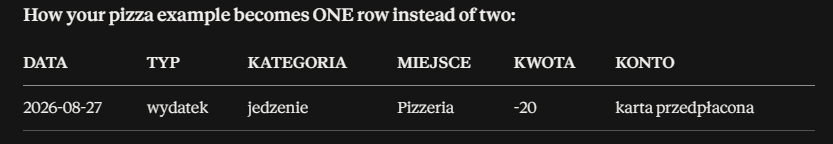 How your pizza example becomes ONE row instead of two:
DATA TYP KATEGORIA MIEJSCE KWOTA KONTO
2026-08-27 wydatek jedzenie Pizzeria -20 karta przedpłacona